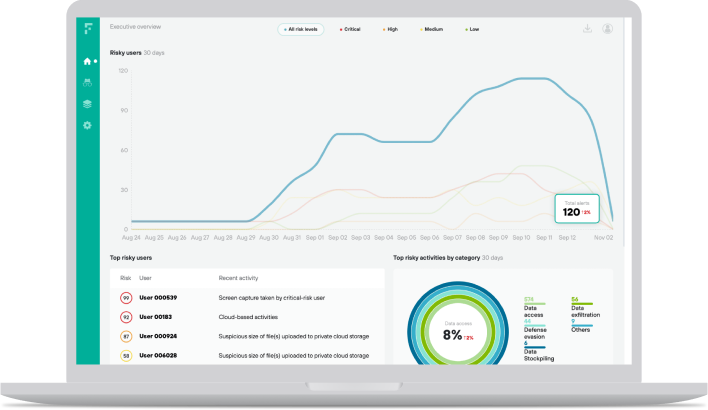 Executive overview
All risk levels
Critical
High
Medium
Law
Risky users 30 days
120
90
60
30
0
Total alerts
120 ↑2%
Aug 24 Aug 25 Aug 26 Aug 27 Aug 28 Aug 29 Aug 30 Aug 31 Sep 01 Sep 02 Sep 03 Sep 04 Sep 05 Sep 06 Sep 07 Sep 08 Sep 09 Sep 10 Sep 11 Sep 12 Nov 02
Top risky users
Risk User Recent activity
99 User 000539 Screen capture taken by critical-risk user
92 User 00183 Cloud-based activities
87 User 000924 Suspicious size of file(s) uploaded to private cloud storage
58 User 006028 Suspicious size of file(s) uploaded to private cloud storage
Top risky activities by category 30 days
Data access
8% ↑2%
Data
access
56
Data
exfiltration
Defense
evasion
9
Others
6
Data
Stockpiling